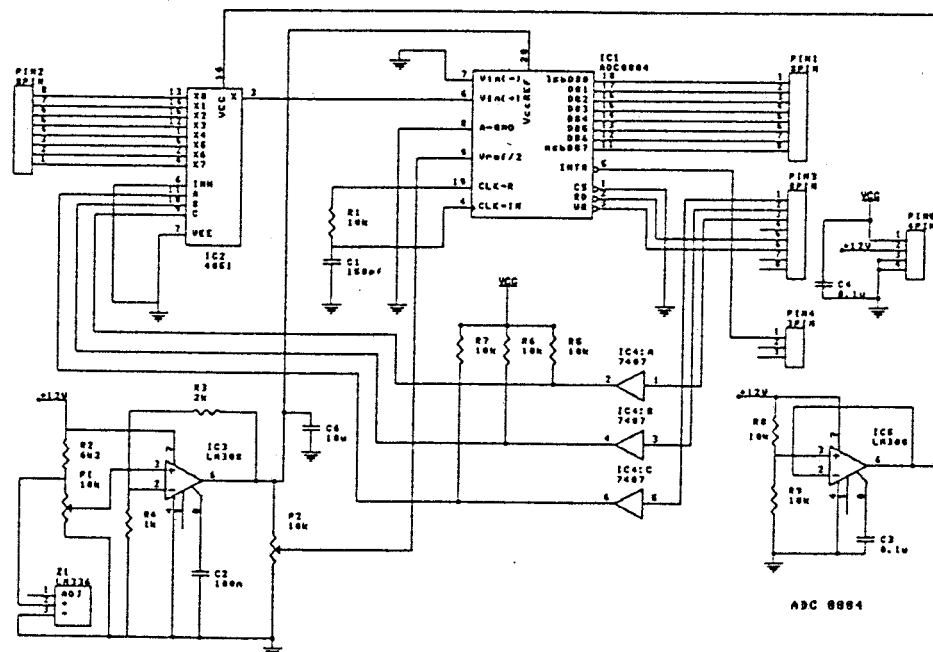 PIN2
8PIN
X0
X1
X2
X3
X4
X5
X6
X7
INH
A
B
C
VEE
VCC
X
IC2
4051
IC1
ADC0804
Vin(-)
Vin(+)
A-GND
Vref/2
CLK-R
CLK-IN
VccREF
lsbDB0
DB1
DB2
DB3
DB4
DB5
DB6
msbDB7
INTR
CS
RD
WR
PIN1
8PIN
PIN3
8PIN
VCC
+12V
C4
0.1u
PIN4
3PIN
R1
10k
C1
150pf
VCC
R7
10k
R6
10k
R5
10k
IC4:A
7407
2
1
IC4:B
7407
4
3
IC4:C
7407
6
5
+12V
R2
6k2
P1
10k
R3
2k
IC3
LM308
R4
1k
C2
100n
C6
10u
P2
10k
Z1
LM336
ADJ
+
-
+12V
R8
10k
R9
10k
IC5
LM308
C3
0.1u
ADC 0804